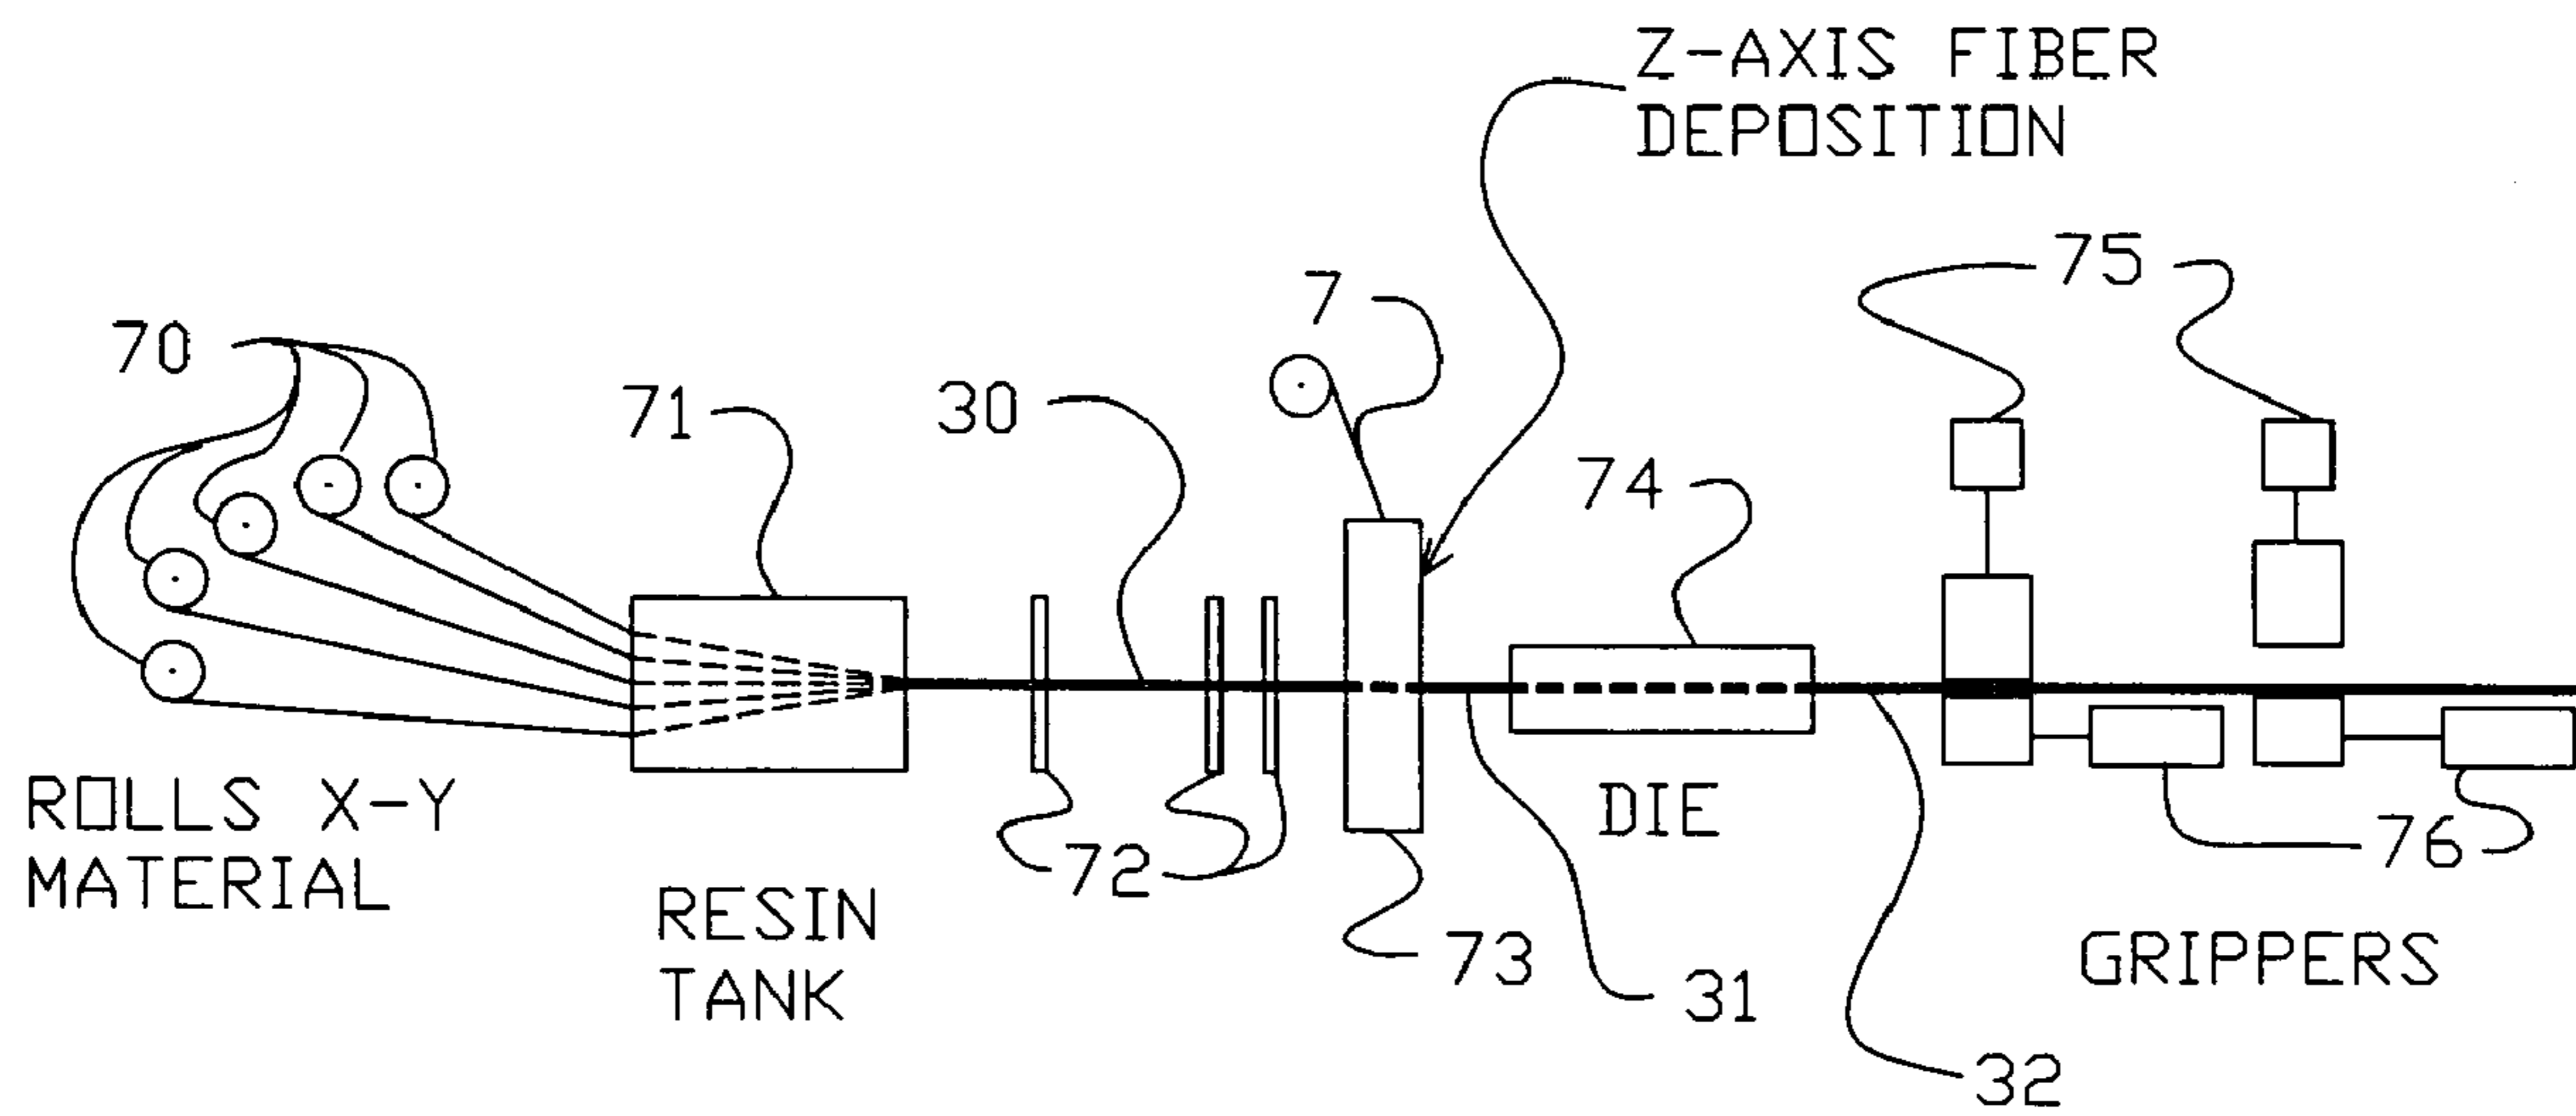 Z-AXIS FIBER
DEPOSITION
75
7
70
71
30
74
ROLLS X-Y
MATERIAL
DIE
72
76
RESIN
TANK
73
31
GRIPPERS
32